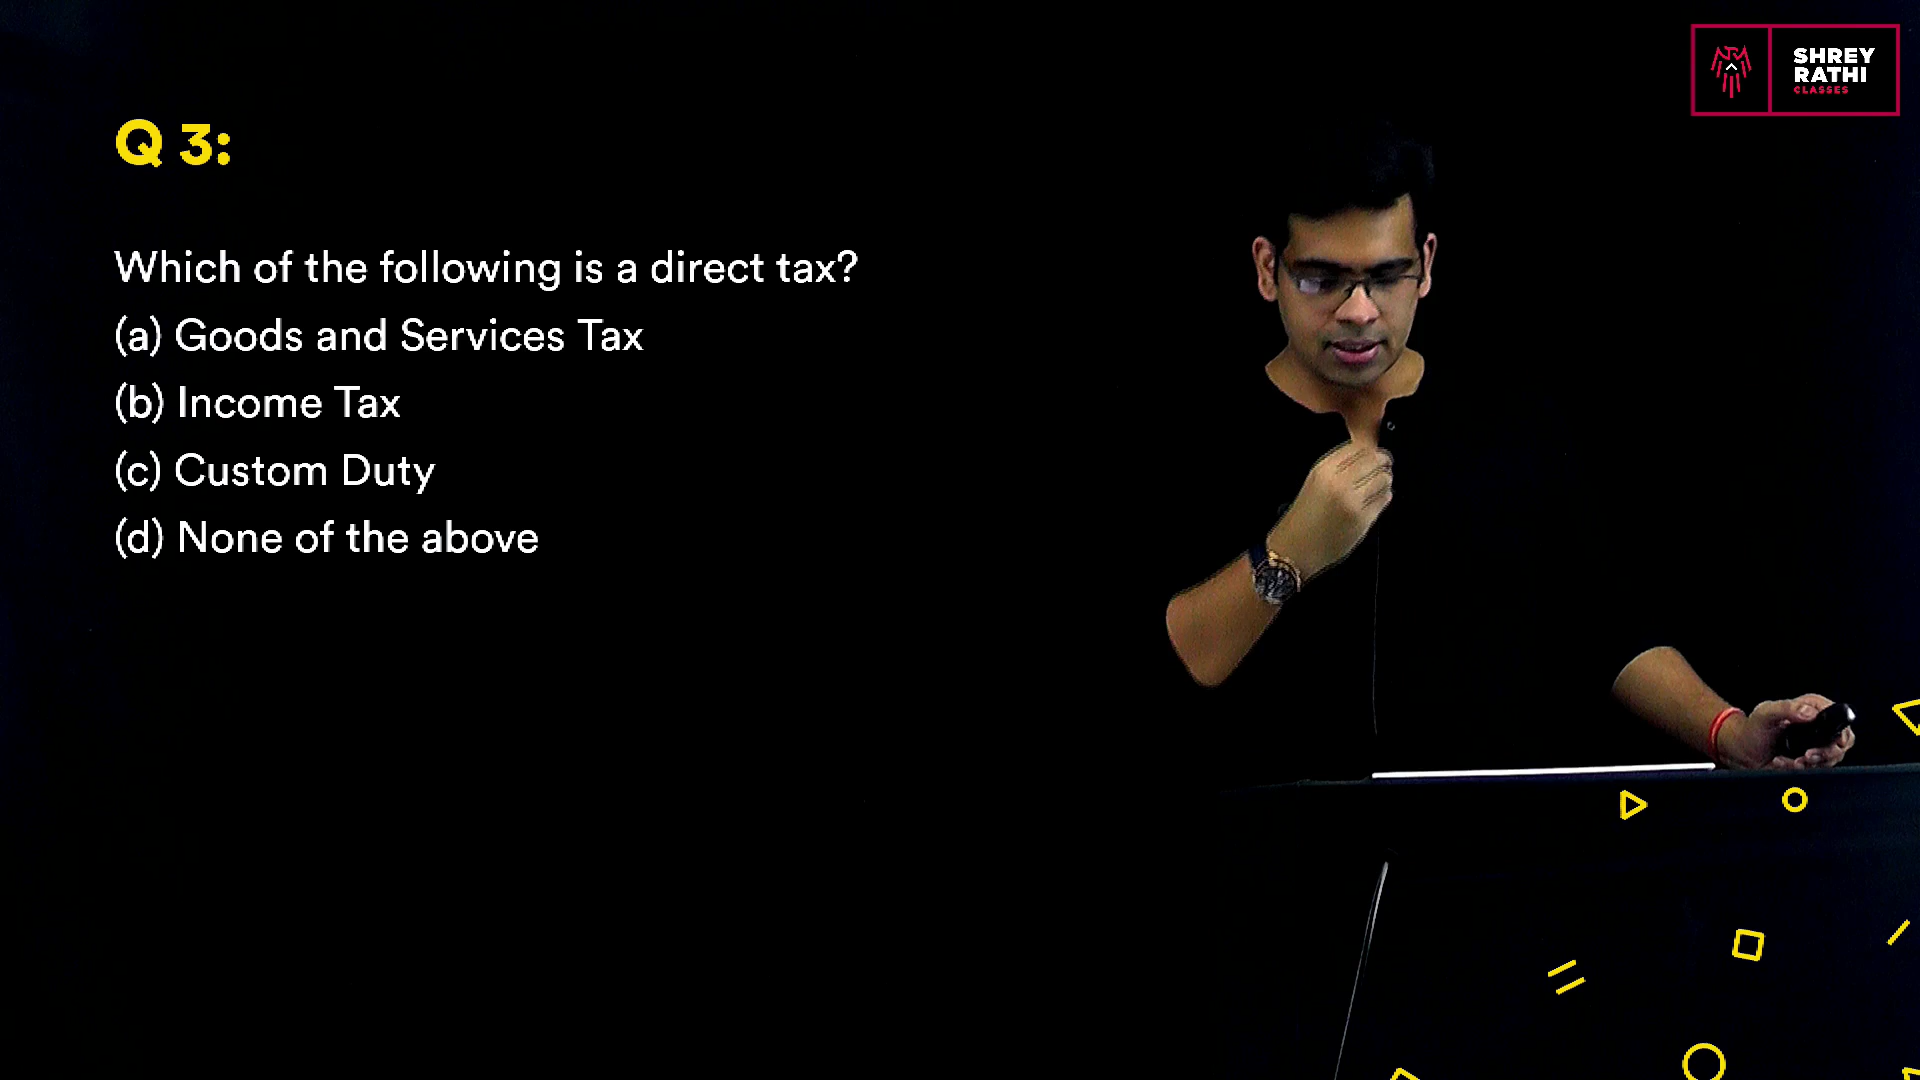 SHREY
RATHI
CLASSES
Q 3:
Which of the following is a direct tax?
(a) Goods and Services Tax
(b) Income Tax
(c) Custom Duty
(d) None of the above